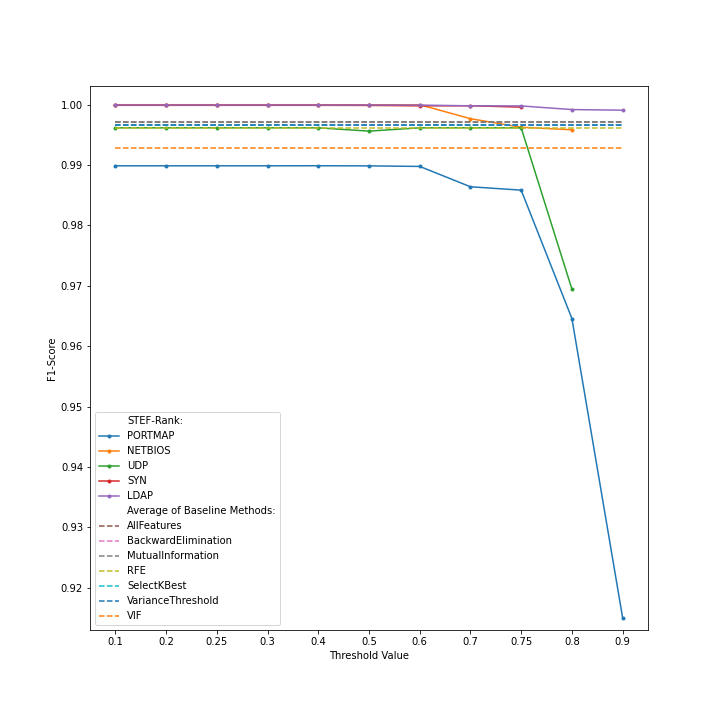 1.00
0.99
0.98
0.97
0.96
0.95
0.94
0.93
0.92
F1-Score
STEF-Rank:
PORTMAP
NETBIOS
UDP
SYN
LDAP
Average of Baseline Methods:
AllFeatures
BackwardElimination
MutualInformation
RFE
SelectKBest
VarianceThreshold
VIF
0.1 0.2 0.25 0.3 0.4 0.5 0.6 0.7 0.75 0.8 0.9
Threshold Value